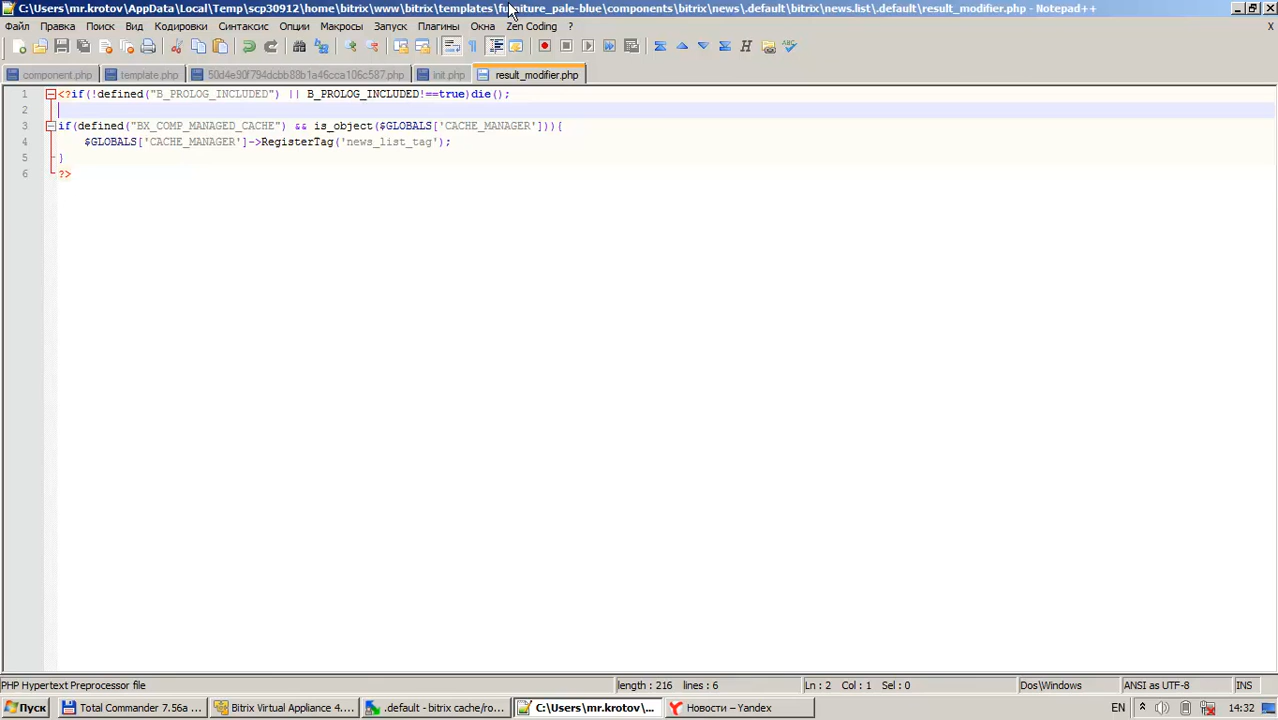 C:\Users\mr.krotov\AppData\Local\Temp\scp30912\home\bitrix\www\bitrix\templates\furniture_pale-blue\components\bitrix\news\.default\bitrix\news.list\.default\result_modifier.php - Notepad++
Файл Правка Поиск Вид Кодировки Синтаксис Опции Макросы Запуск Плагины Окна Zen Coding ? X
component.php template.php 50d4e90f794dcbb88b1a46cca106c587.php init.php result_modifier.php
1 <?if(!defined("B_PROLOG_INCLUDED") || B_PROLOG_INCLUDED!==true)die();
2
3 if(defined("BX_COMP_MANAGED_CACHE") && is_object($GLOBALS['CACHE_MANAGER'])){
4 $GLOBALS['CACHE_MANAGER']->RegisterTag('news_list_tag');
5 }
6 ?>
PHP Hypertext Preprocessor file length : 216 lines : 6 Ln : 2 Col : 1 Sel : 0 Dos\Windows ANSI as UTF-8 INS
Пуск Total Commander 7.56a ... Bitrix Virtual Appliance 4.... .default - bitrix cache/ro... C:\Users\mr.krotov\... Новости – Yandex EN 14:32